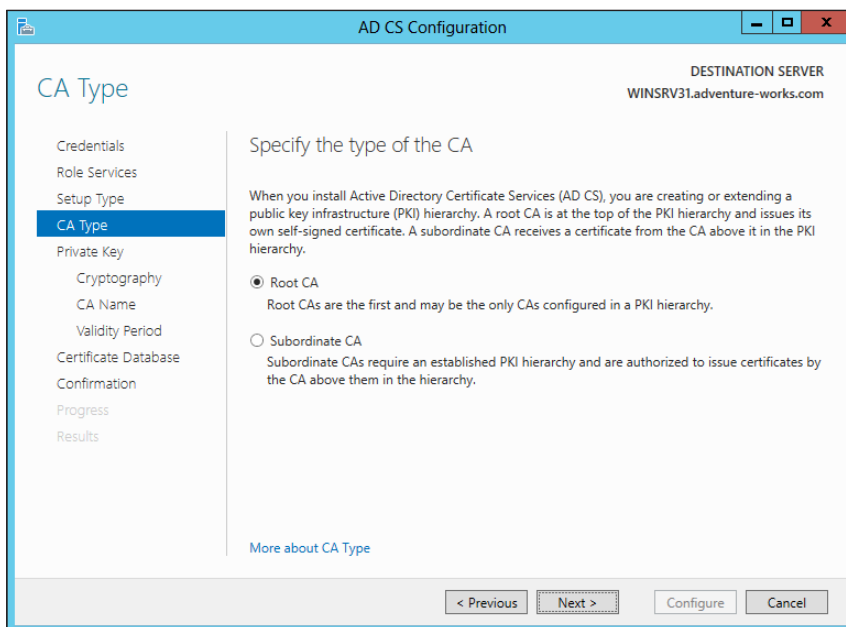 AD CS Configuration
CA Type
DESTINATION SERVER
WINSRV31.adventure-works.com
Credentials
Role Services
Setup Type
CA Type
Private Key
Cryptography
CA Name
Validity Period
Certificate Database
Confirmation
Progress
Results
Specify the type of the CA
When you install Active Directory Certificate Services (AD CS), you are creating or extending a
public key infrastructure (PKI) hierarchy. A root CA is at the top of the PKI hierarchy and issues its
own self-signed certificate. A subordinate CA receives a certificate from the CA above it in the PKI
hierarchy.
Root CA
Root CAs are the first and may be the only CAs configured in a PKI hierarchy.
Subordinate CA
Subordinate CAs require an established PKI hierarchy and are authorized to issue certificates by
the CA above them in the hierarchy.
More about CA Type
< Previous
Next >
Configure
Cancel